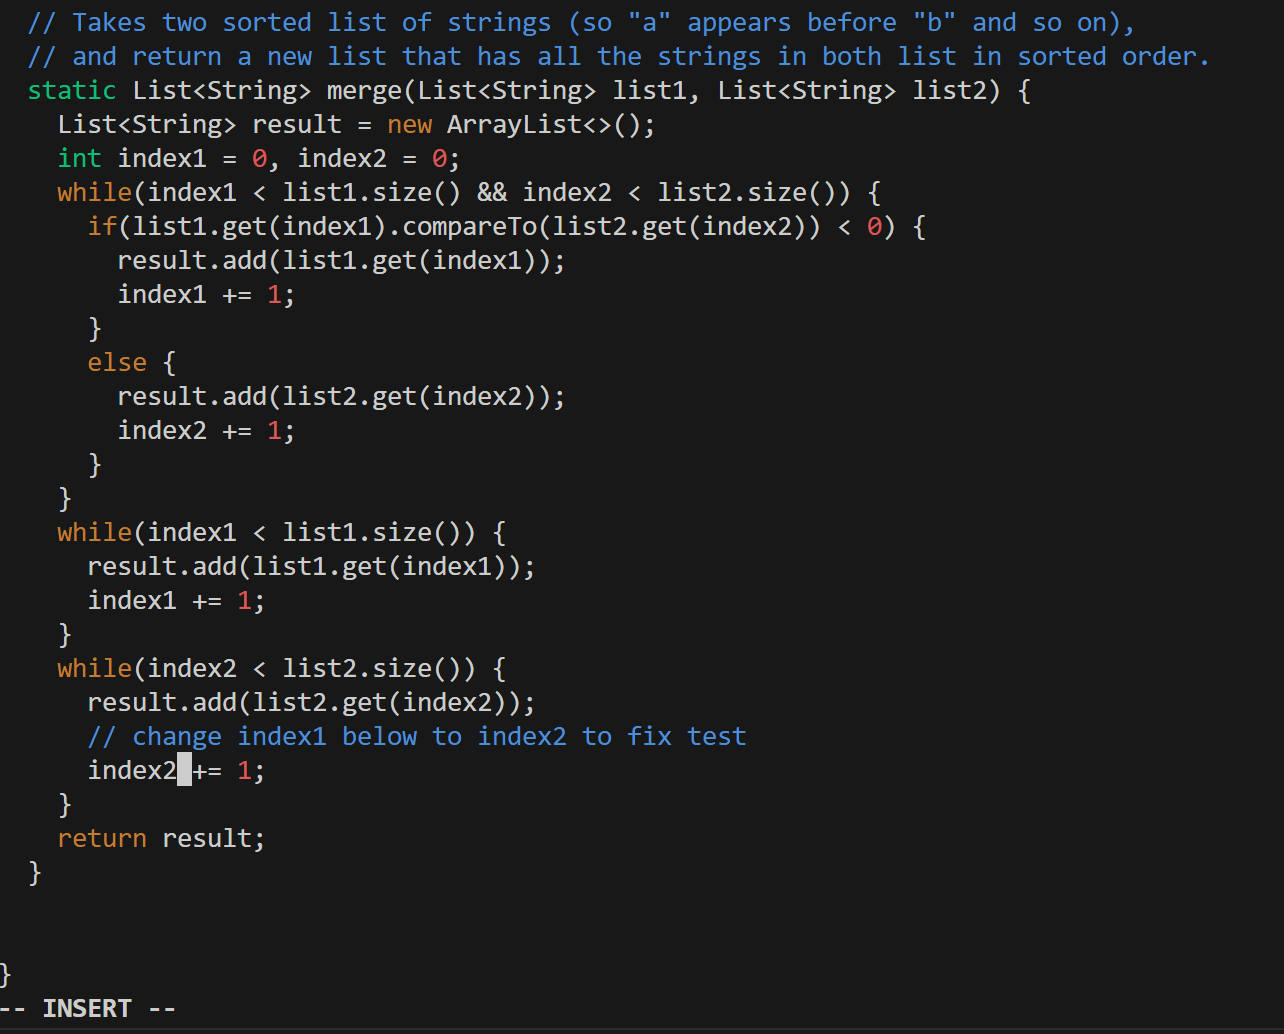 // Takes two sorted list of strings (so "a" appears before "b" and so on),
// and return a new list that has all the strings in both list in sorted order.
static List<String> merge(List<String> list1, List<String> list2) {
List<String> result = new ArrayList<>();
int index1 = 0, index2 = 0;
while(index1 < list1.size() && index2 < list2.size()) {
if(list1.get(index1).compareTo(list2.get(index2)) < 0) {
result.add(list1.get(index1));
index1 += 1;
}
else {
result.add(list2.get(index2));
index2 += 1;
}
}
while(index1 < list1.size()) {
result.add(list1.get(index1));
index1 += 1;
}
while(index2 < list2.size()) {
result.add(list2.get(index2));
// change index1 below to index2 to fix test
index2 += 1;
}
return result;
}
}
-- INSERT --